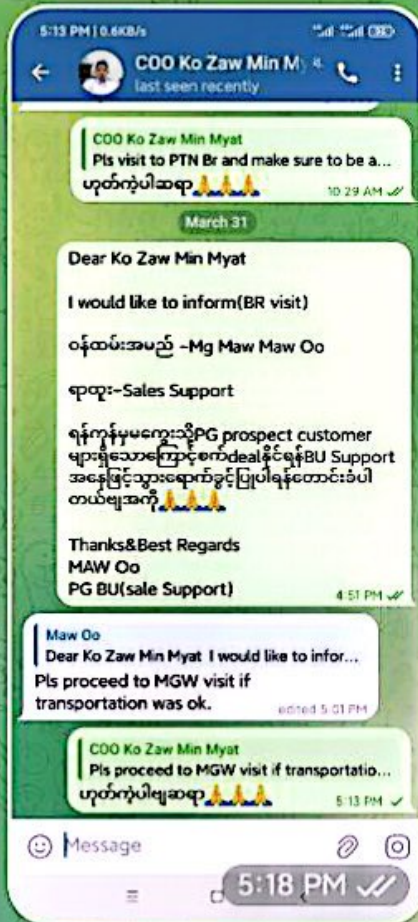 5:13 PM | 0.6KB/s
COO Ko Zaw Min M
last seen recently
COO Ko Zaw Min Myat
Pls visit to PTN Br and make sure to be a...
ဟုတ်ကဲ့ပါဆရာ🙏🙏🙏
10:29 AM
March 31
Dear Ko Zaw Min Myat
I would like to inform(BR visit)
ဝန်ထမ်းအမည် -Mg Maw Maw Oo
ရာထူး-Sales Support
ရန်ကုန်မှမကွေးသို့PG prospect customer
များရှိသောကြောင့်စက်dealနိုင်ရန်BU Support
အနေဖြင့်သွားရောက်ခွင့်ပြုပါရန်တောင်းခံပါ
တယ်ဗျအကို🙏🙏🙏
Thanks&Best Regards
MAW Oo
PG BU(sale Support)
4:51 PM
Maw Oo
Dear Ko Zaw Min Myat I would like to infor...
Pls proceed to MGW visit if
transportation was ok.
edited 5:01 PM
COO Ko Zaw Min Myat
Pls proceed to MGW visit if transportatio...
ဟုတ်ကဲ့ပါဗျဆရာ🙏🙏🙏
5:13 PM
Message
5:18 PM